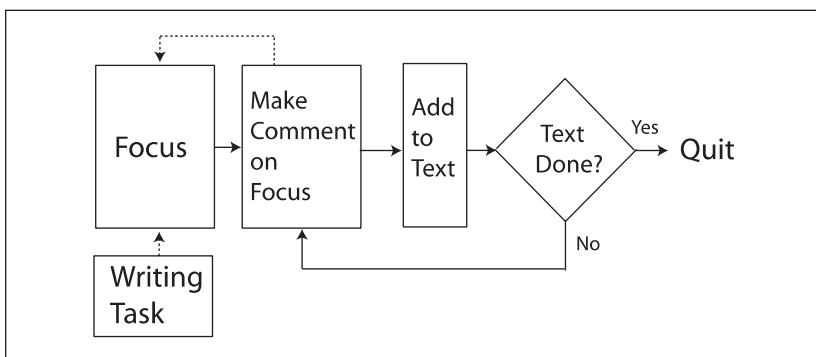 Focus
Make
Comment
on
Focus
Add
to
Text
Text
Done?
Yes
Quit
No
Writing
Task